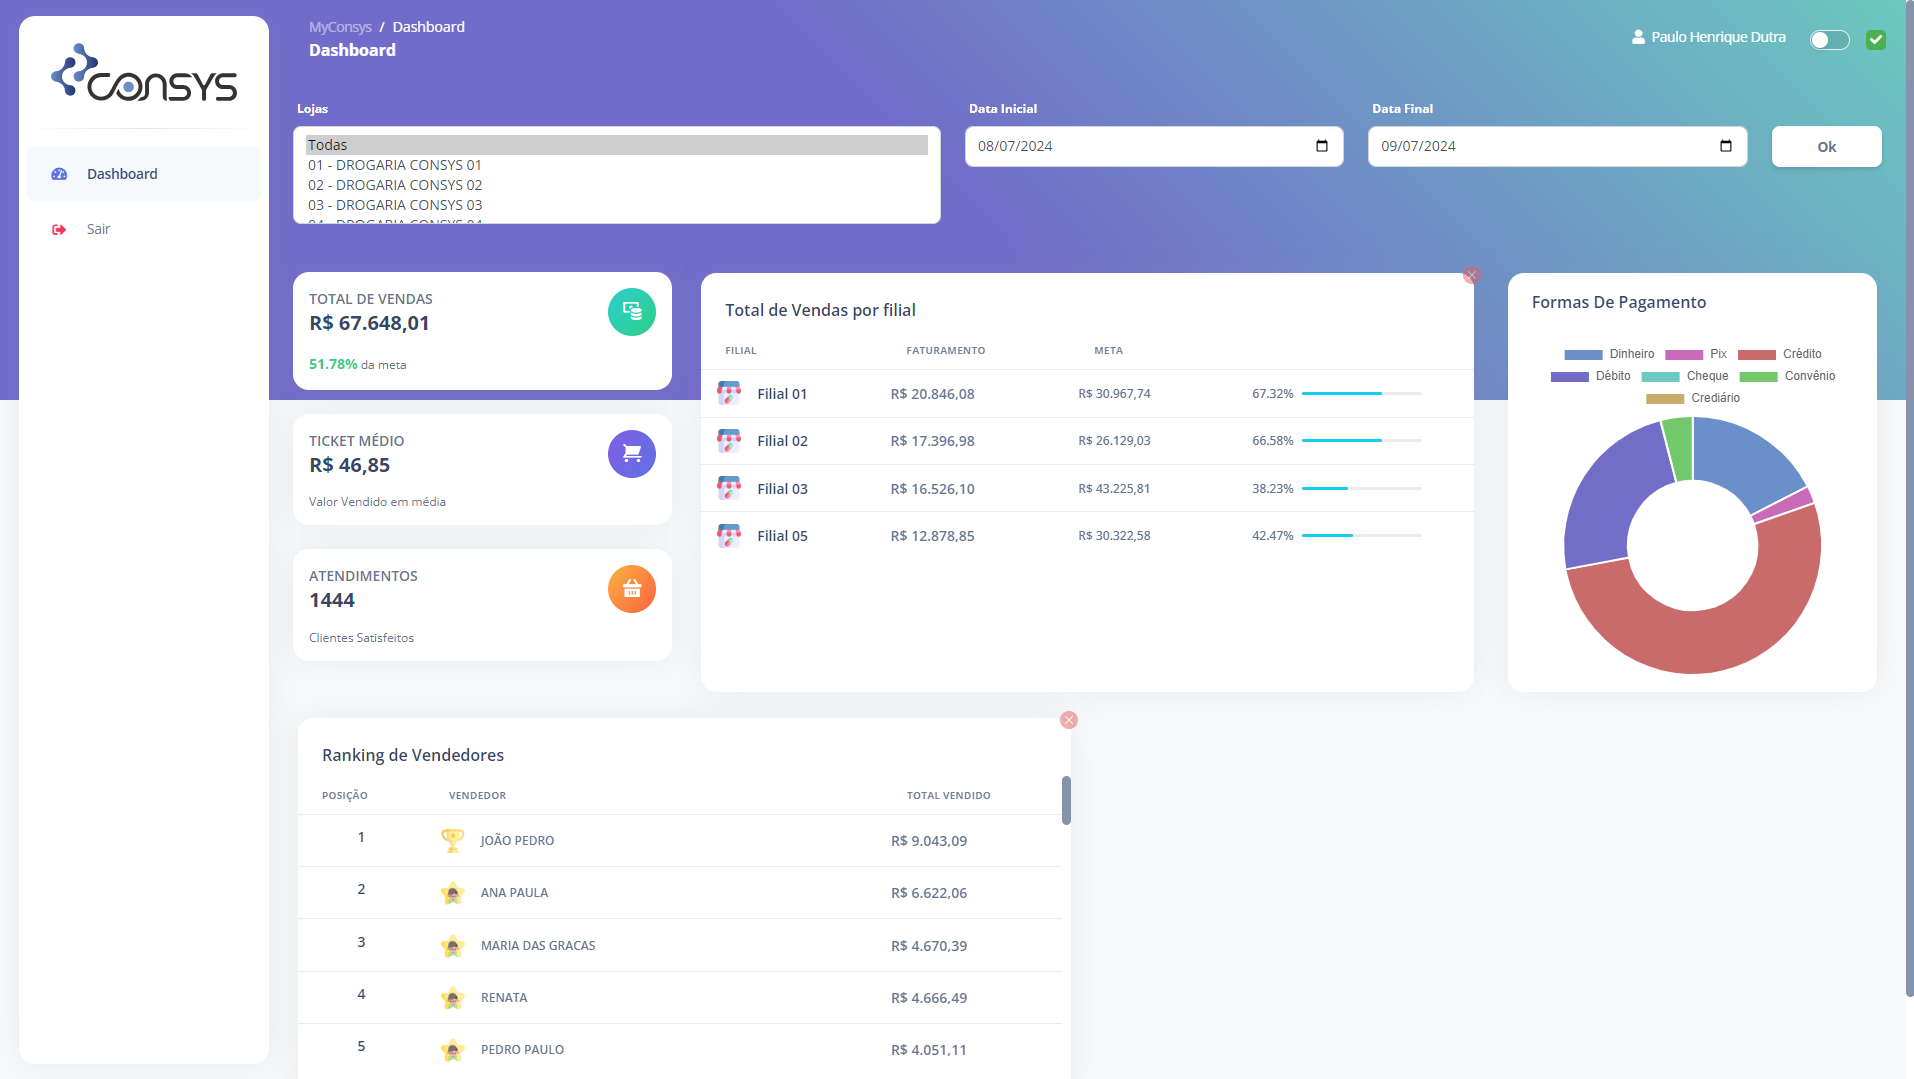 CONSYS
Dashboard
Sair
MyConsys / Dashboard
Dashboard
Paulo Henrique Dutra
Lojas
Todas
01 - DROGARIA CONSYS 01
02 - DROGARIA CONSYS 02
03 - DROGARIA CONSYS 03
Data Inicial
08/07/2024
Data Final
09/07/2024
Ok
TOTAL DE VENDAS
R$ 67.648,01
51.78% da meta
TICKET MÉDIO
R$ 46,85
Valor Vendido em média
ATENDIMENTOS
1444
Clientes Satisfeitos
Total de Vendas por filial
FILIAL FATURAMENTO META
Filial 01 R$ 20.846,08 R$ 30.967,74 67.32%
Filial 02 R$ 17.396,98 R$ 26.129,03 66.58%
Filial 03 R$ 16.526,10 R$ 43.225,81 38.23%
Filial 05 R$ 12.878,85 R$ 30.322,58 42.47%
Formas De Pagamento
Dinheiro Pix Crédito
Débito Cheque Convênio
Crediário
Ranking de Vendedores
POSIÇÃO VENDEDOR TOTAL VENDIDO
1 JOÃO PEDRO R$ 9.043,09
2 ANA PAULA R$ 6.622,06
3 MARIA DAS GRACAS R$ 4.670,39
4 RENATA R$ 4.666,49
5 PEDRO PAULO R$ 4.051,11